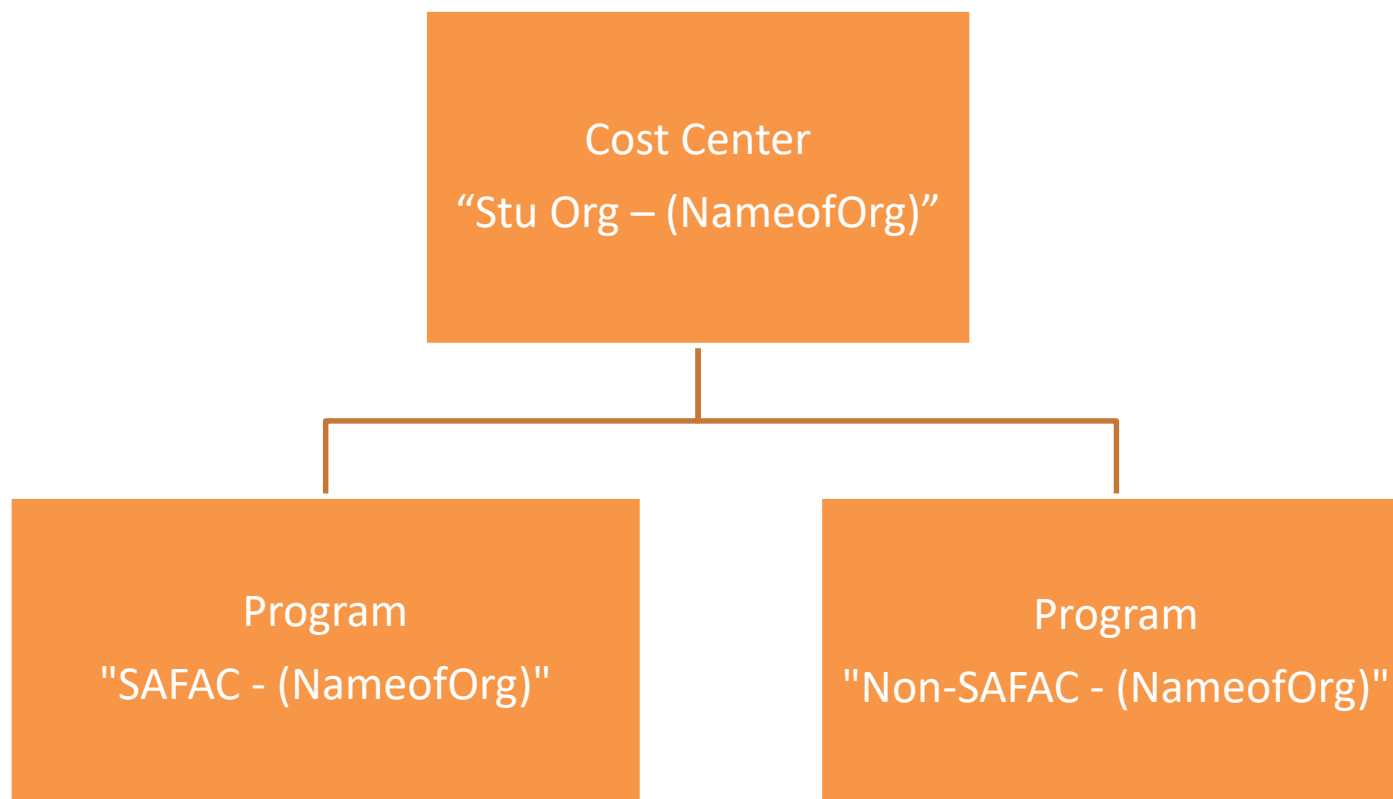 Cost Center
“Stu Org – (NameofOrg)”
Program
"SAFAC - (NameofOrg)"
Program
"Non-SAFAC - (NameofOrg)"